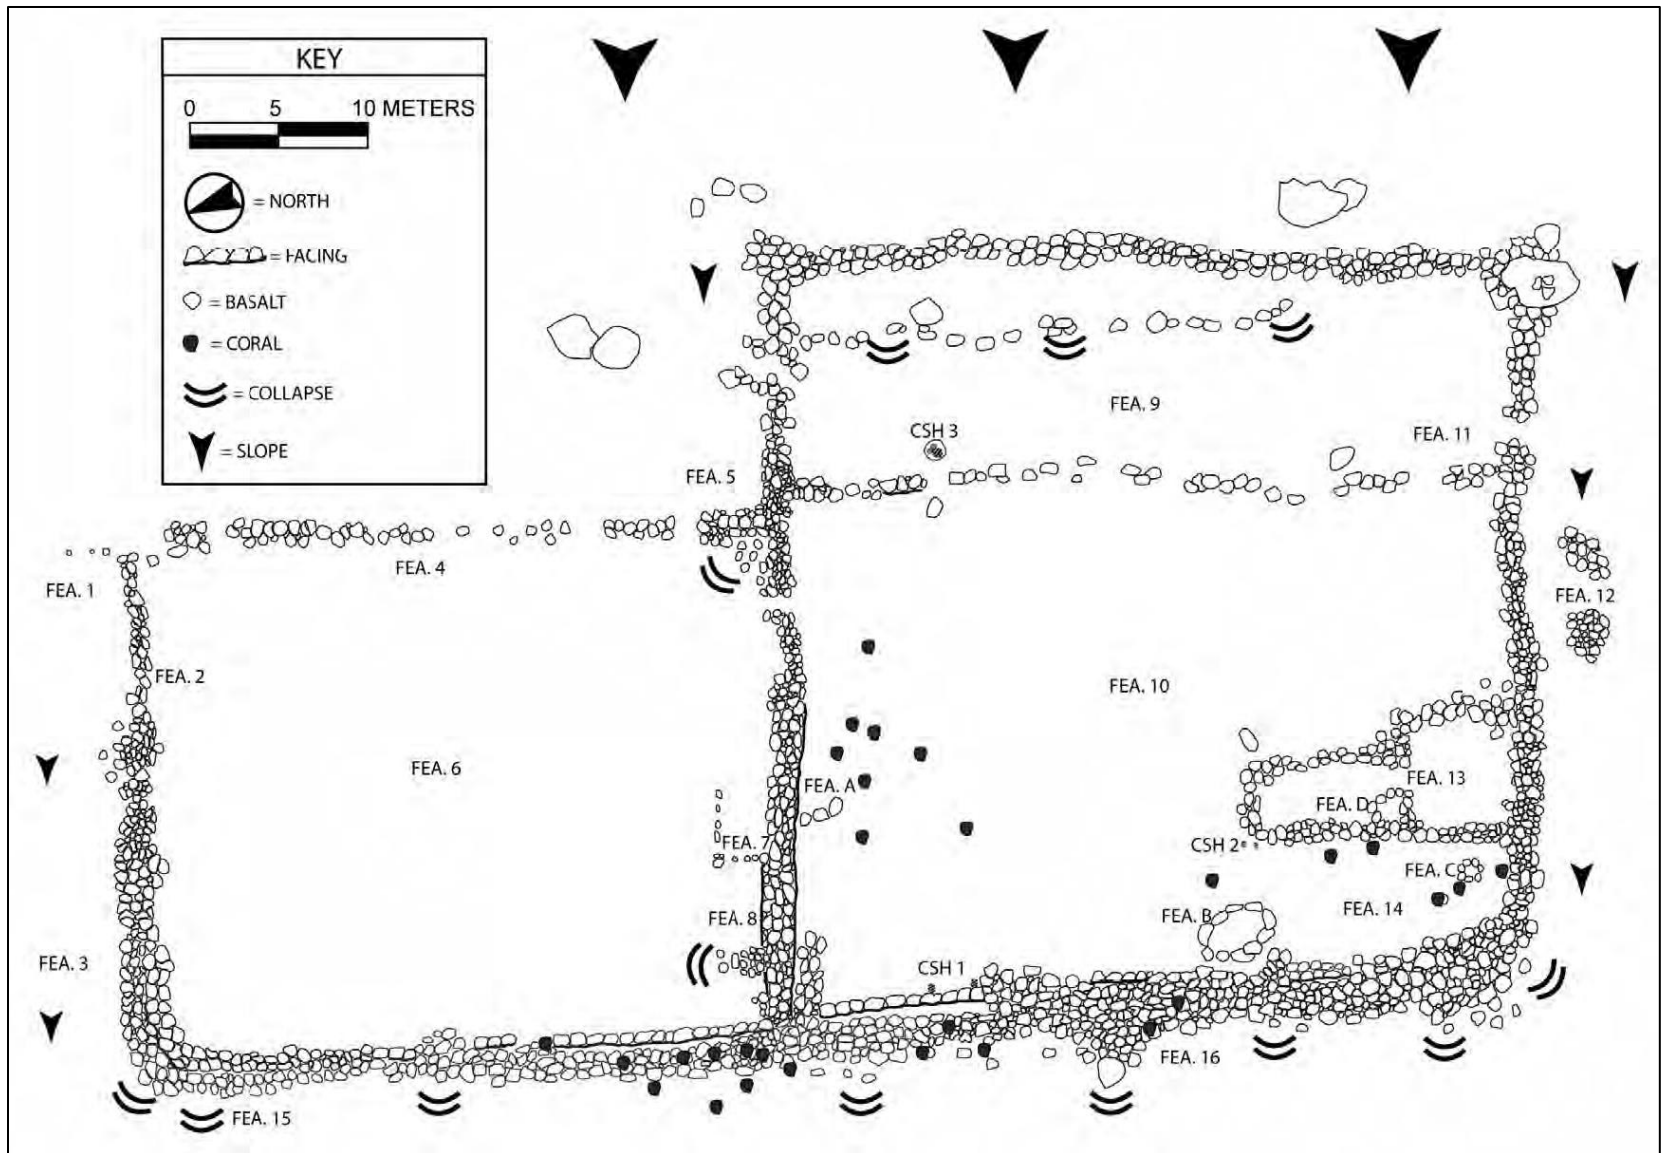 KEY
0 5 10 METERS
= NORTH
= FACING
= BASALT
= CORAL
= COLLAPSE
= SLOPE
FEA. 9
CSH 3
FEA. 11
FEA. 5
FEA. 4
FEA. 1
FEA. 12
FEA. 2
FEA. 10
FEA. 6
FEA. 13
FEA. A
FEA. D
FEA. 7
CSH 2
FEA. C
FEA. 14
FEA. B
FEA. 8
FEA. 3
CSH 1
FEA. 16
FEA. 15